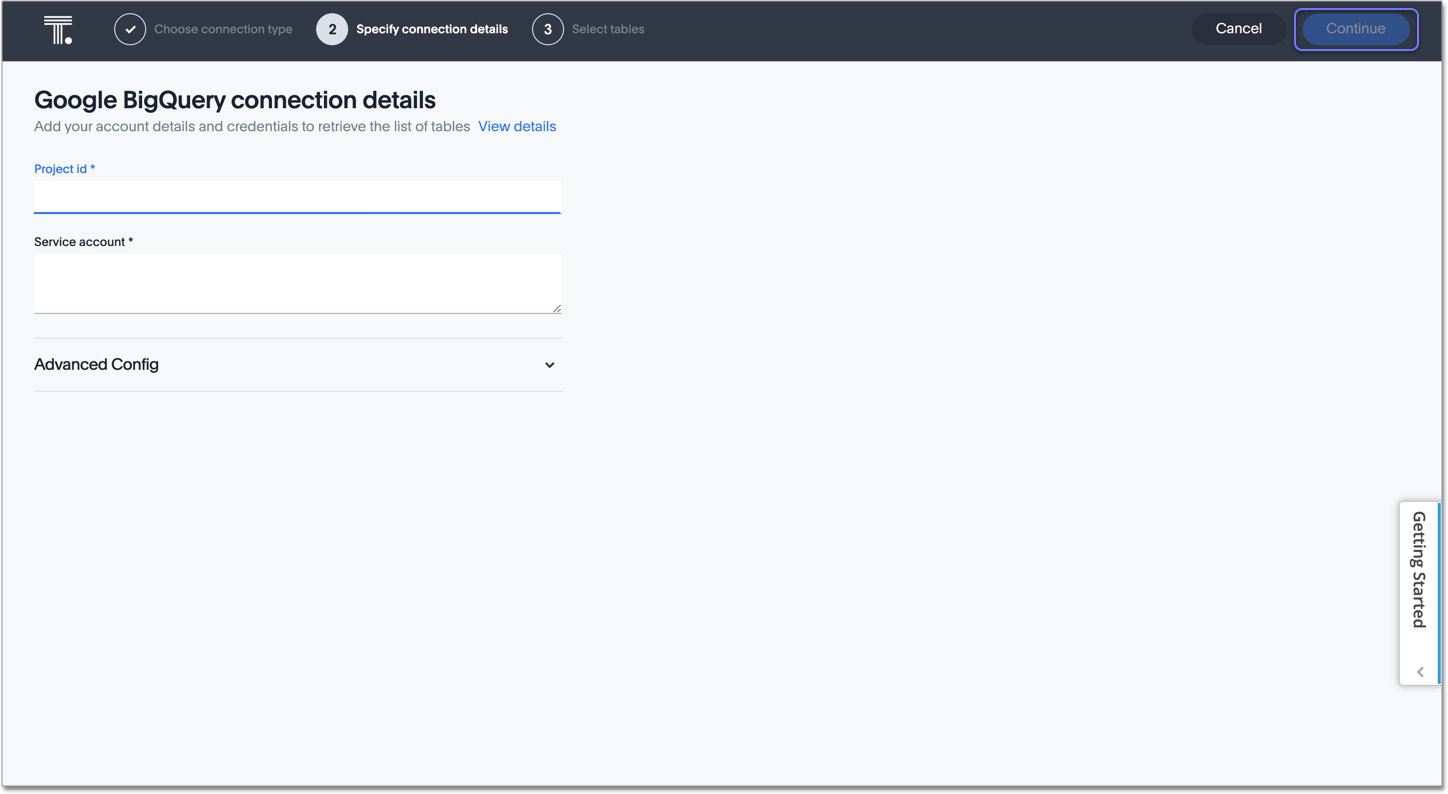 Choose connection type
2 Specify connection details
3 Select tables
Cancel
Continue
Google BigQuery connection details
Add your account details and credentials to retrieve the list of tables View details
Project id *
Service account *
Advanced Config
Getting Started